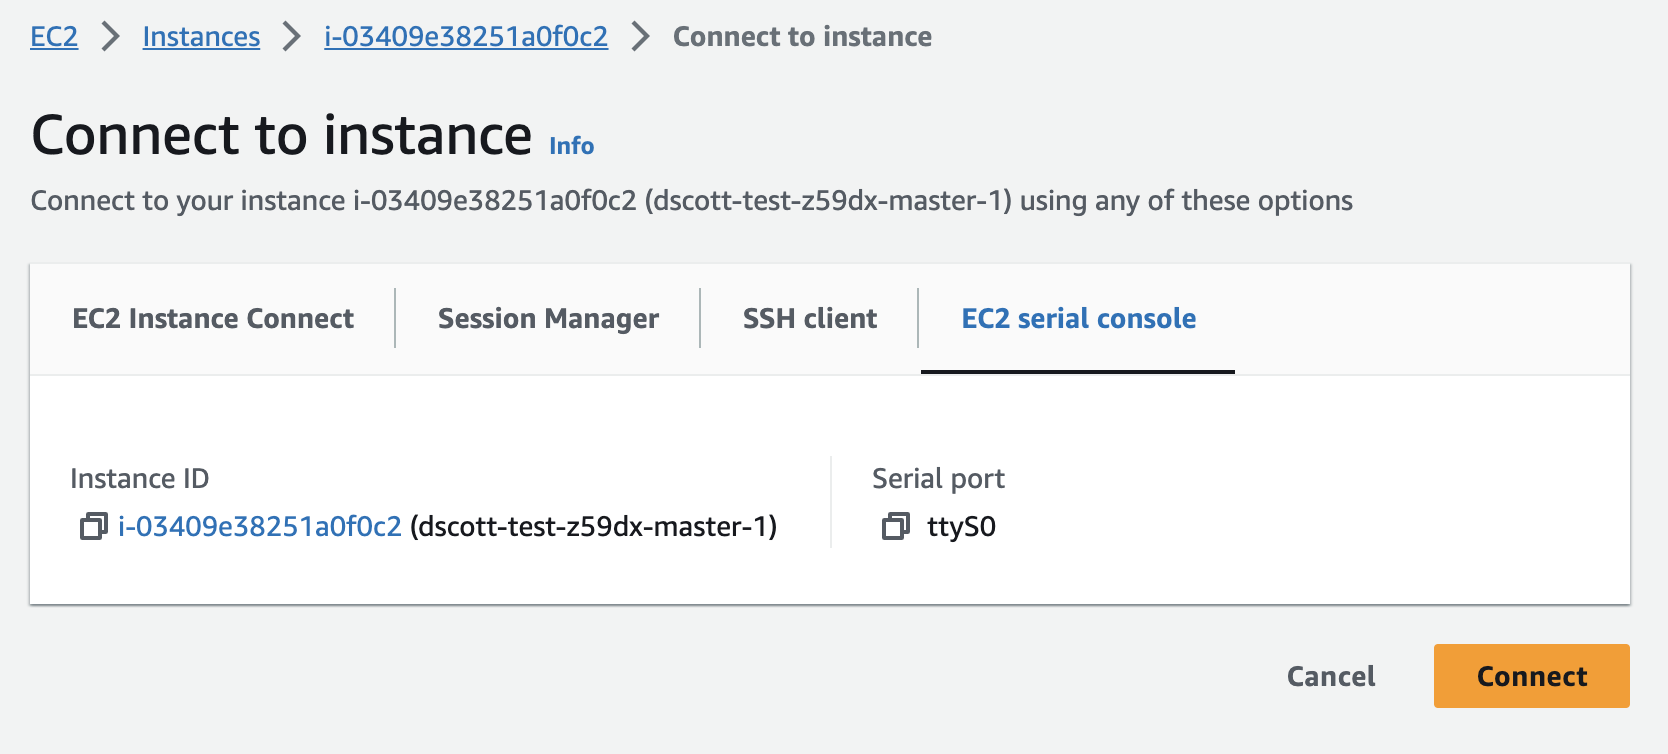 EC2 Instances i-03409e38251a0f0c2 Connect to instance
Connect to instance Info
Connect to your instance i-03409e38251a0f0c2 (dscott-test-z59dx-master-1) using any of these options
EC2 Instance Connect Session Manager SSH client EC2 serial console
Instance ID Serial port
i-03409e38251a0f0c2 (dscott-test-z59dx-master-1) ttyS0
Cancel Connect